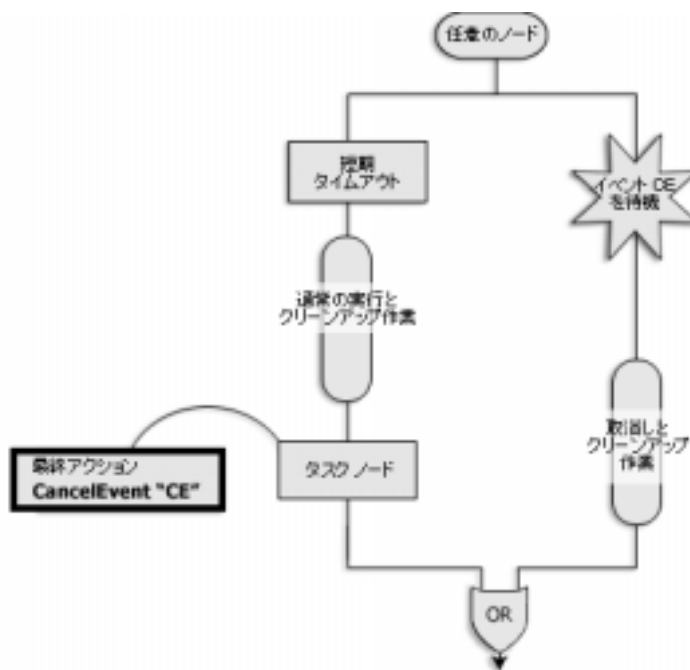 任意のノード
短期
タイムアウト
イベント CE
を待機
通常の実行と
クリーンアップ作業
取消しと
クリーンアップ
作業
最終アクション
CancelEvent "CE"
タスク ノード
OR